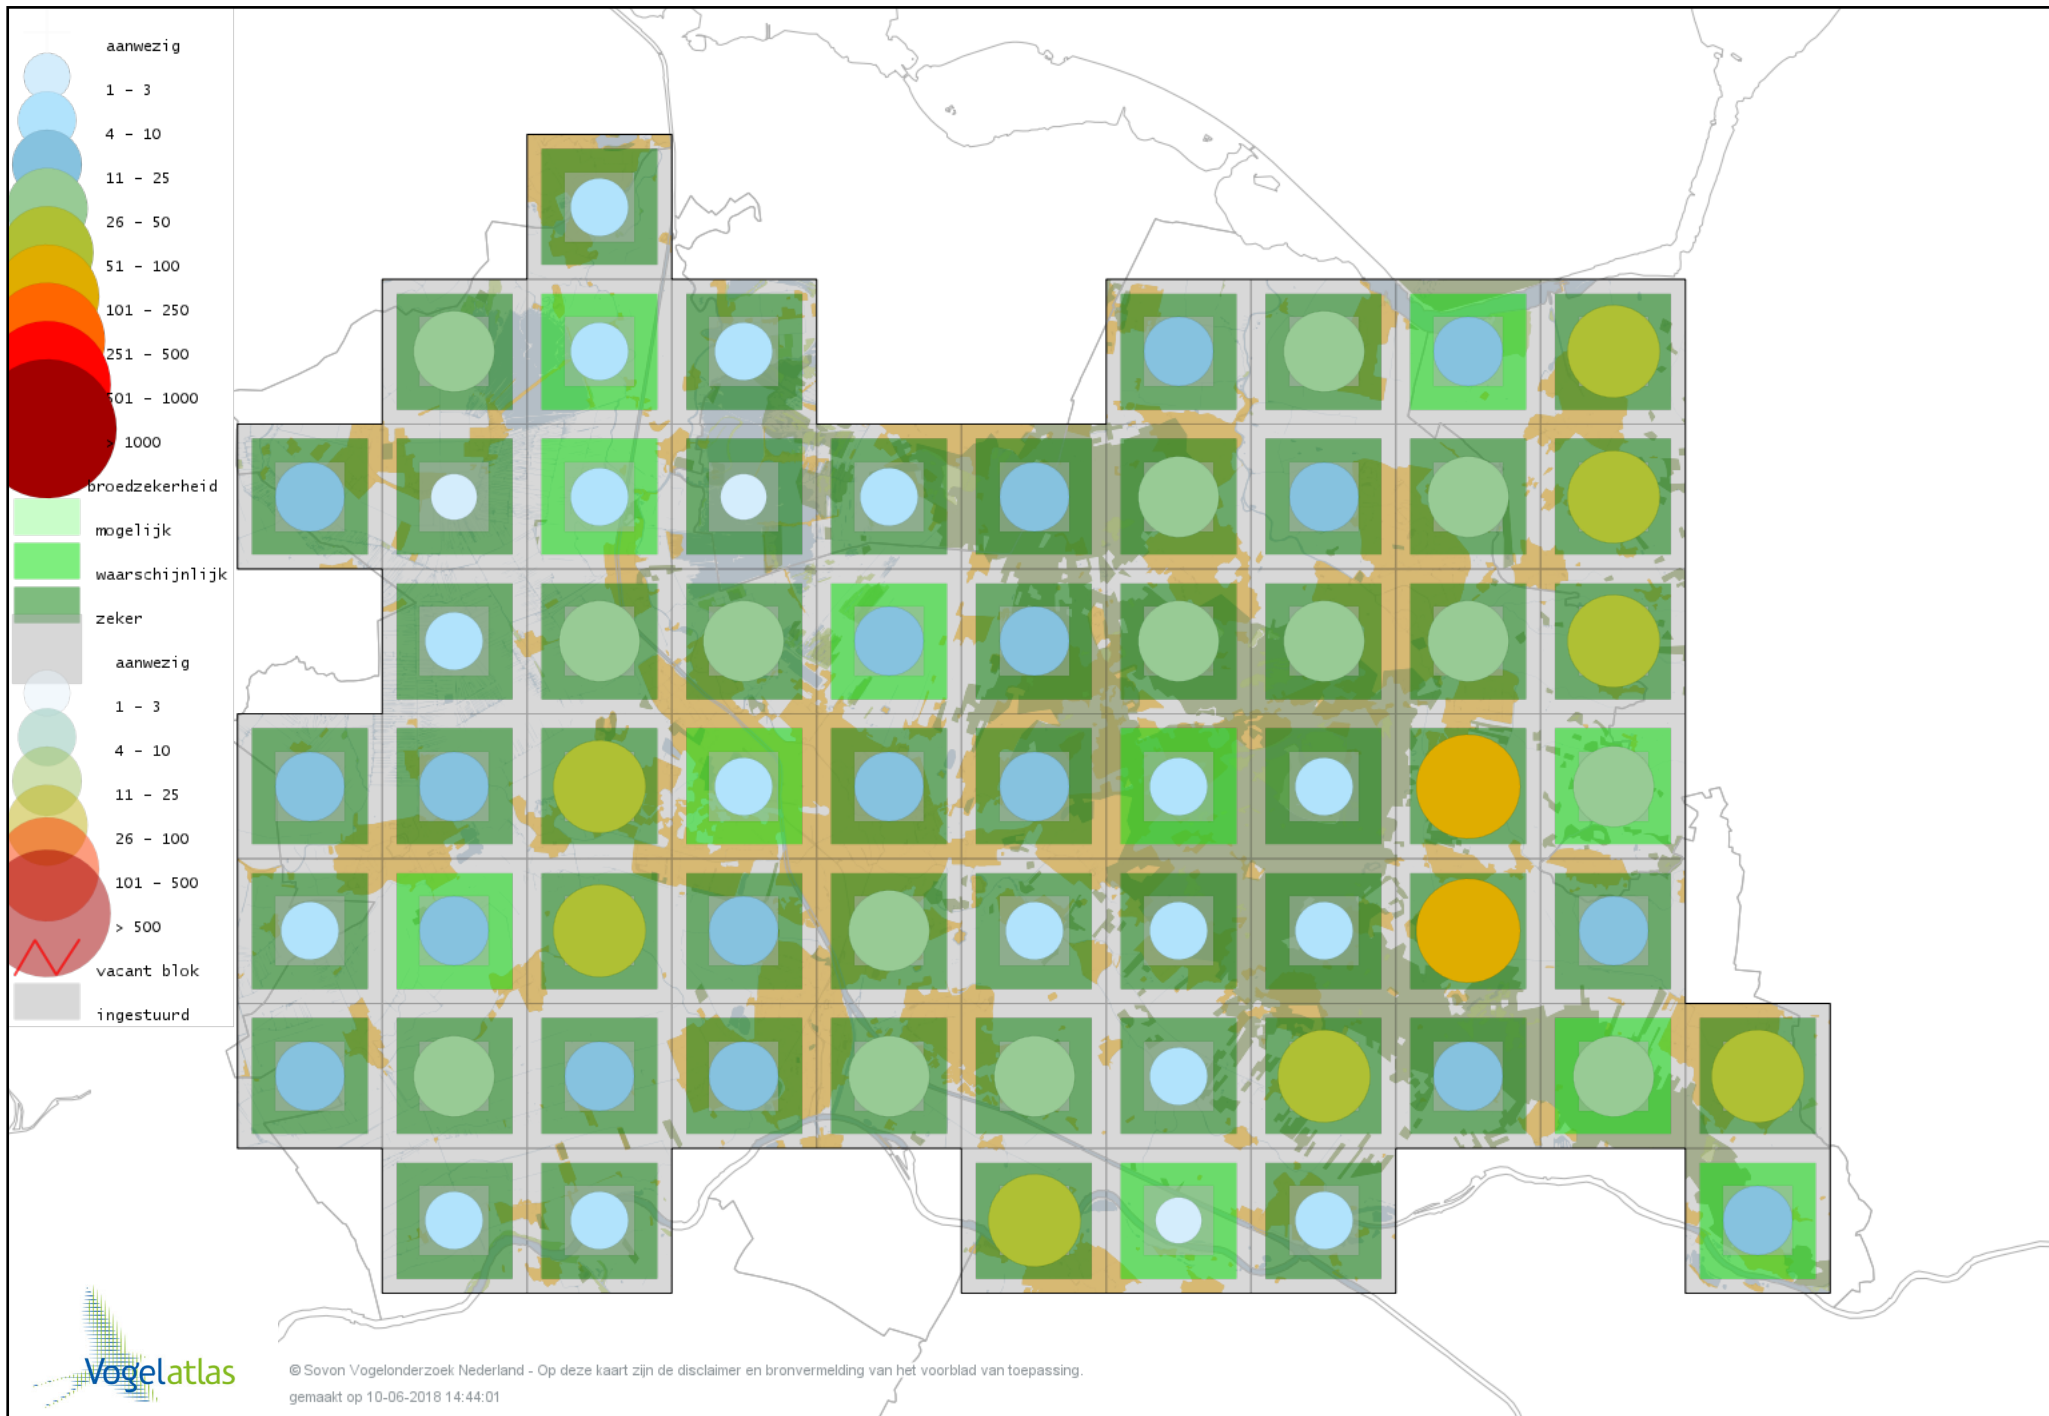 aanwezig
1 - 3
4 - 10
11 - 25
26 - 50
51 - 100
101 - 250
251 - 500
501 - 1000
> 1000
broedzekerheid
mogelijk
waarschijnlijk
zeker
aanwezig
1 - 3
4 - 10
11 - 25
26 - 100
101 - 500
> 500
vacant blok
ingestuurd
Vogelatlas
© Sovon Vogelonderzoek Nederland - Op deze kaart zijn de disclaimer en bronvermelding van het voorblad van toepassing.
gemaakt op 10-06-2018 14:44:01